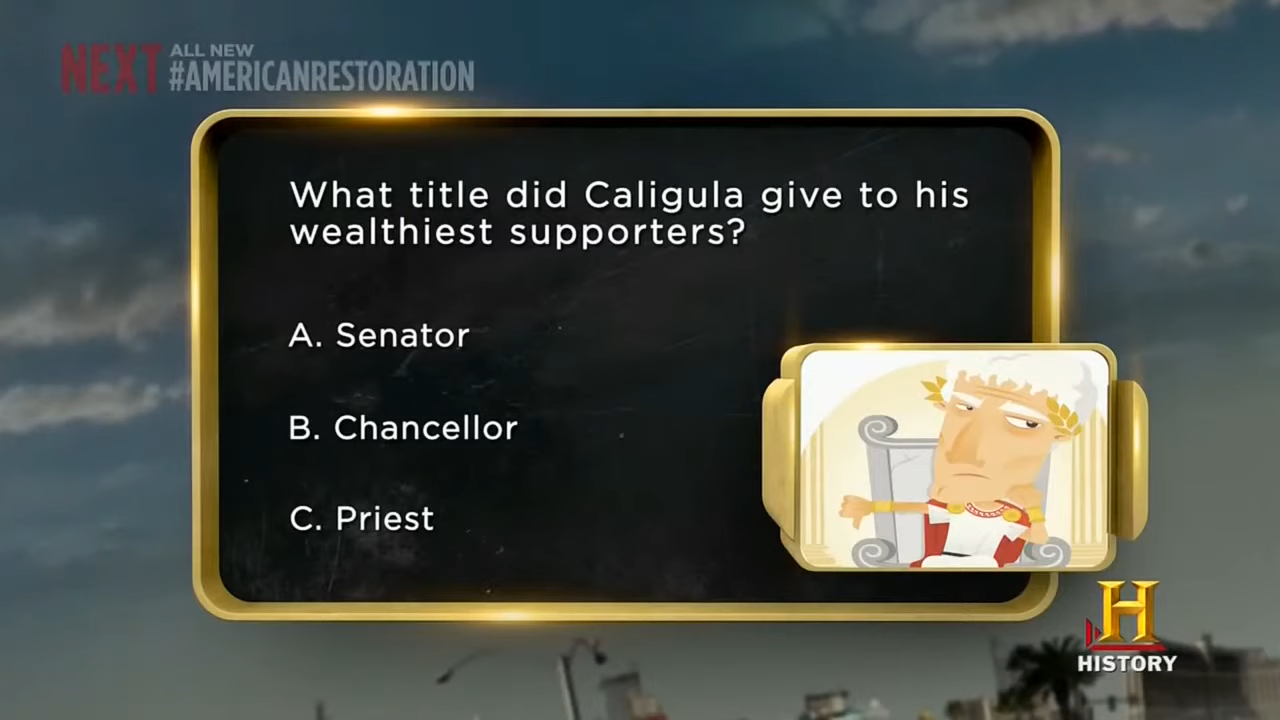 NEXT ALL NEW
#AMERICANRESTORATION
What title did Caligula give to his
wealthiest supporters?
A. Senator
B. Chancellor
C. Priest
H
HISTORY